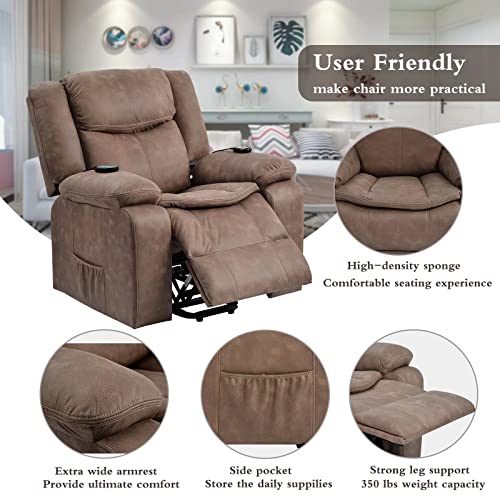 User Friendly
make chair more practical
High-density sponge
Comfortable seating experience
Extra wide armrest
Provide ultimate comfort
Side pocket
Store the daily supplies
Strong leg support
350 lbs weight capacity